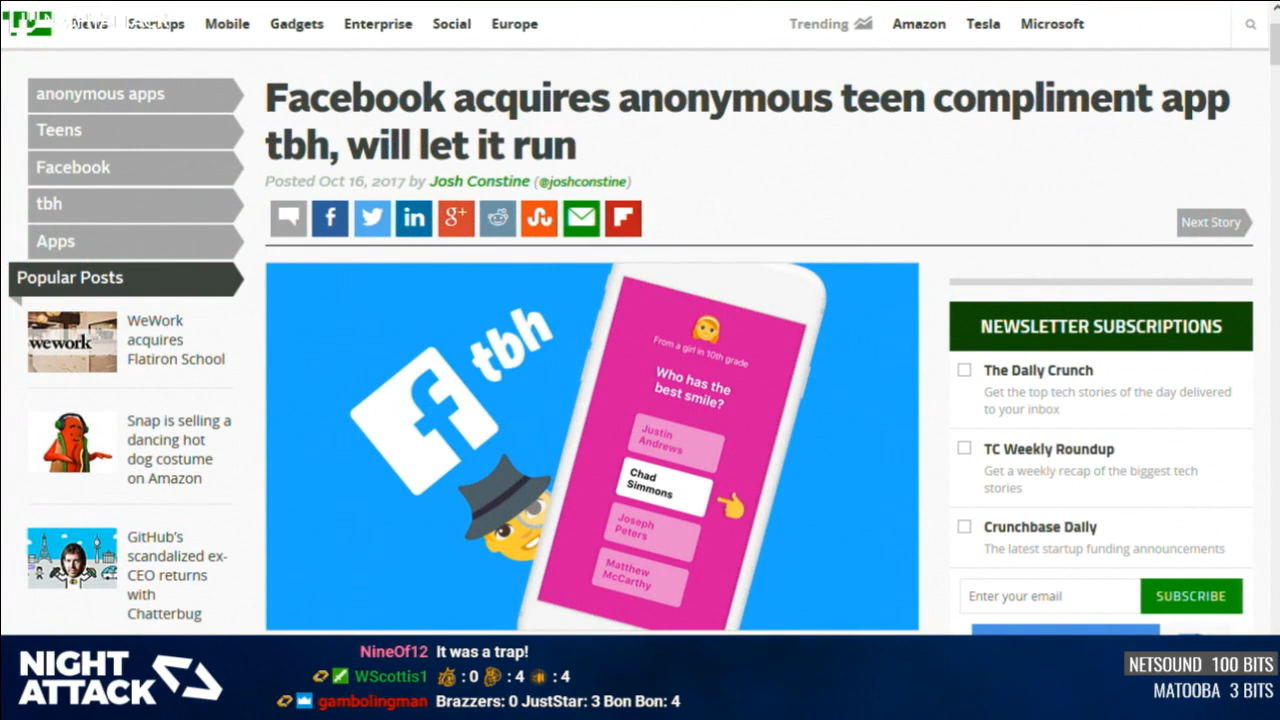 News Startups Mobile Gadgets Enterprise Social Europe Trending Amazon Tesla Microsoft
anonymous apps
Teens
Facebook
tbh
Apps
Popular Posts
WeWork
acquires
Flatiron School
wework
Snap is selling a
dancing hot
dog costume
on Amazon
GitHub's
scandalized ex-
CEO returns
with
Chatterbug
Facebook acquires anonymous teen compliment app
tbh, will let it run
Posted Oct 16, 2017 by Josh Constine (@joshconstine)
f
in
g+
Next Story
f
tbh
From a girl in 10th grade
Who has the
best smile?
Justin
Andrews
Chad
Simmons
Joseph
Peters
Matthew
McCarthy
NEWSLETTER SUBSCRIPTIONS
The Daily Crunch
Get the top tech stories of the day delivered
to your inbox
TC Weekly Roundup
Get a weekly recap of the biggest tech
stories
Crunchbase Daily
The latest startup funding announcements
Enter your email SUBSCRIBE
NIGHT
ATTACK
NineOf12 It was a trap!
WScottis1 : 0 : 4 : 4
gambolingman Brazzers: 0 JustStar: 3 Bon Bon: 4
NETSOUND 100 BITS
MATOOBA 3 BITS